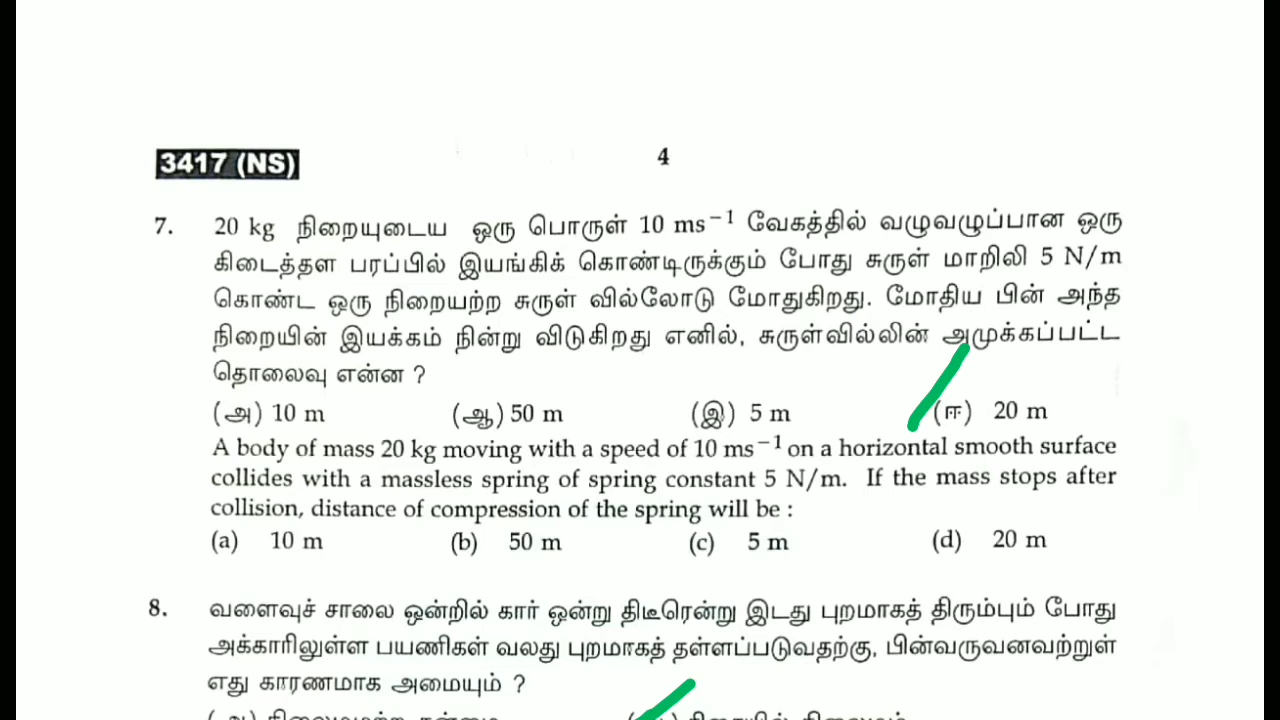 3417 (NS)
4
7. 20 kg நிறையுடைய ஒரு பொருள் 10 ms⁻¹ வேகத்தில் வழுவழுப்பான ஒரு
கிடைத்தள பரப்பில் இயங்கிக் கொண்டிருக்கும் போது சுருள் மாறிலி 5 N/m
கொண்ட ஒரு நிறையற்ற சுருள் வில்லோடு மோதுகிறது. மோதிய பின் அந்த
நிறையின் இயக்கம் நின்று விடுகிறது எனில், சுருள்வில்லின் அமுக்கப்பட்ட
தொலைவு என்ன ?
(அ) 10 m (ஆ) 50 m (இ) 5 m (ஈ) 20 m
A body of mass 20 kg moving with a speed of 10 ms⁻¹ on a horizontal smooth surface
collides with a massless spring of spring constant 5 N/m. If the mass stops after
collision, distance of compression of the spring will be :
(a) 10 m (b) 50 m (c) 5 m (d) 20 m
8. வளைவுச் சாலை ஒன்றில் கார் ஒன்று திடீரென்று இடது புறமாகத் திரும்பும் போது
அக்காரிலுள்ள பயணிகள் வலது புறமாகத் தள்ளப்படுவதற்கு, பின்வருவனவற்றுள்
எது காரணமாக அமையும் ?